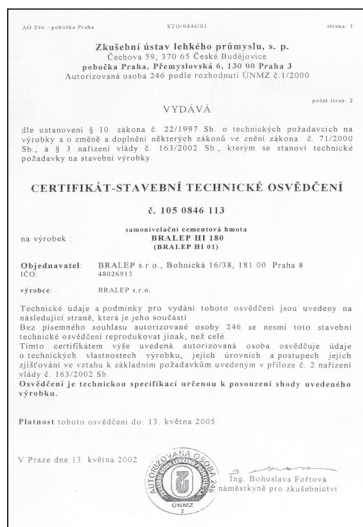 AO 246 - pobočka Praha STO/0846/01 strana: 1
Zkušební ústav lehkého průmyslu, s. p.
Čechova 59, 370 65 České Budějovice
pobočka Praha, Přemyslovská 6, 130 00 Praha 3
Autorizovaná osoba 246 podle rozhodnutí ÚNMZ č.1/2000
počet stran: 2
VYDÁVÁ
dle ustanovení § 10 zákona č. 22/1997 Sb. o technických požadavcích na
výrobky a o změně a doplnění některých zákonů ve znění zákona č. 71/2000
Sb., a § 3 nařízení vlády č. 163/2002 Sb., kterým se stanoví technické
požadavky na stavební výrobky.
CERTIFIKÁT-STAVEBNÍ TECHNICKÉ OSVĚDČENÍ
č. 105 0846 113
samonivelační cementová hmota
na výrobek : BRALEP HI 180
(BRALEP HI 01)
Objednavatel: BRALEP s.r.o., Bohnická 16/38, 181 00 Praha 8
IČO: 48026913
výrobce: BRALEP s.r.o.
Technické údaje a podmínky pro vydání tohoto osvědčení jsou uvedeny na
následující straně, která je jeho součástí
Bez písemného souhlasu autorizované osoby 246 se nesmí toto stavební
technické osvědčení reprodukovat jinak, než celé.
Tímto certifikátem výše uvedená autorizovaná osoba osvědčuje údaje
o technických vlastnostech výrobku, jejich úrovních a postupech jejich
zjišťování ve vztahu k základním požadavkům uvedeným v příloze č. 2 nařízení
vlády č. 163/2002 Sb.
Osvědčení je technickou specifikací určenou k posouzení shody uvedeného
výrobku.
Platnost tohoto osvědčení do: 13. května 2005.
V Praze dne 13. května 2002
AUTORIZOVANÁ OSOBA 246
ÚNMZ
2
Ing. Bohuslava Fořtová
náměstkyně pro zkušebnictví